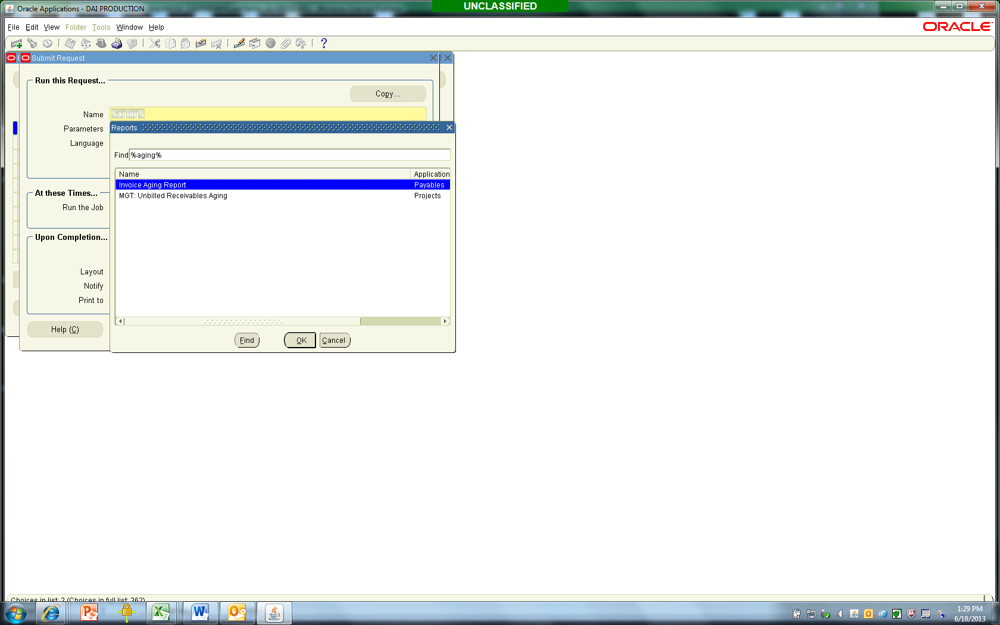 UNCLASSIFIED
Oracle Applications - DAI PRODUCTION
File Edit View Folder Tools Window Help
ORACLE
Submit Request
Run this Request...
Copy...
Name %aging%
Parameters
Language
Reports
Find %aging%
Name Application
Invoice Aging Report Payables
MGT: Unbilled Receivables Aging Projects
At these Times...
Run the Job
Upon Completion...
Layout
Notify
Print to
Help (C)
Find OK Cancel
Choices in list: 2 (Choices in full list: 362)
1:29 PM
6/18/2013